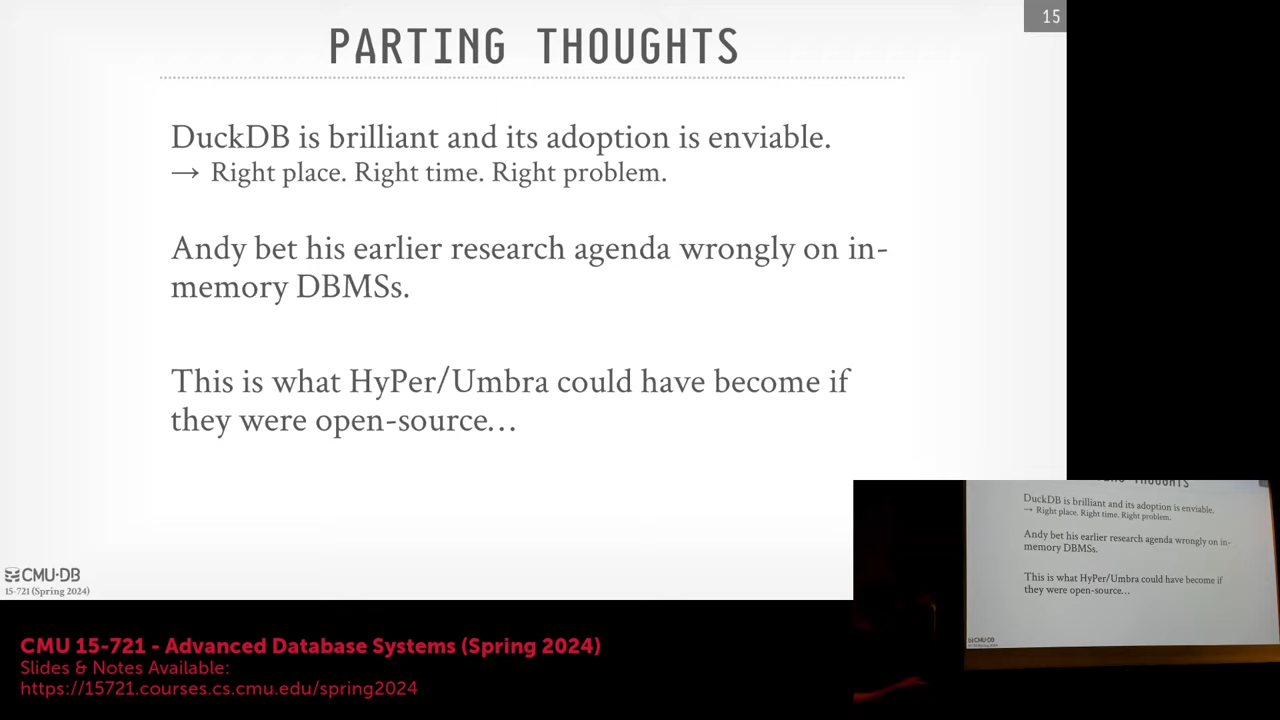 15
PARTING THOUGHTS
DuckDB is brilliant and its adoption is enviable.
→ Right place. Right time. Right problem.
Andy bet his earlier research agenda wrongly on in-
memory DBMSs.
This is what HyPer/Umbra could have become if
they were open-source...
CMU·DB
15-721 (Spring 2024)
DuckDB is brilliant and its adoption is enviable.
→ Right place. Right time. Right problem.
Andy bet his earlier research agenda wrongly on in-
memory DBMSs.
This is what HyPer/Umbra could have become if
they were open-source...
CMU·DB
CMU 15-721 - Advanced Database Systems (Spring 2024)
Slides & Notes Available:
https://15721.courses.cs.cmu.edu/spring2024